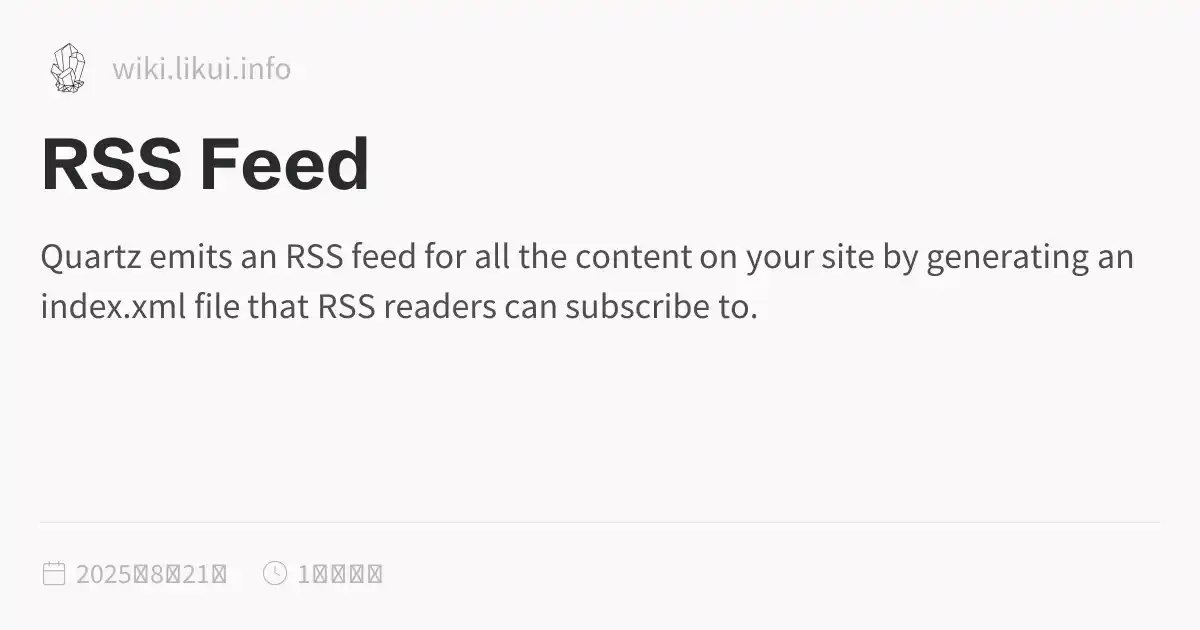 wiki.likui.info
RSS Feed
Quartz emits an RSS feed for all the content on your site by generating an
index.xml file that RSS readers can subscribe to.
2025 8 21
1